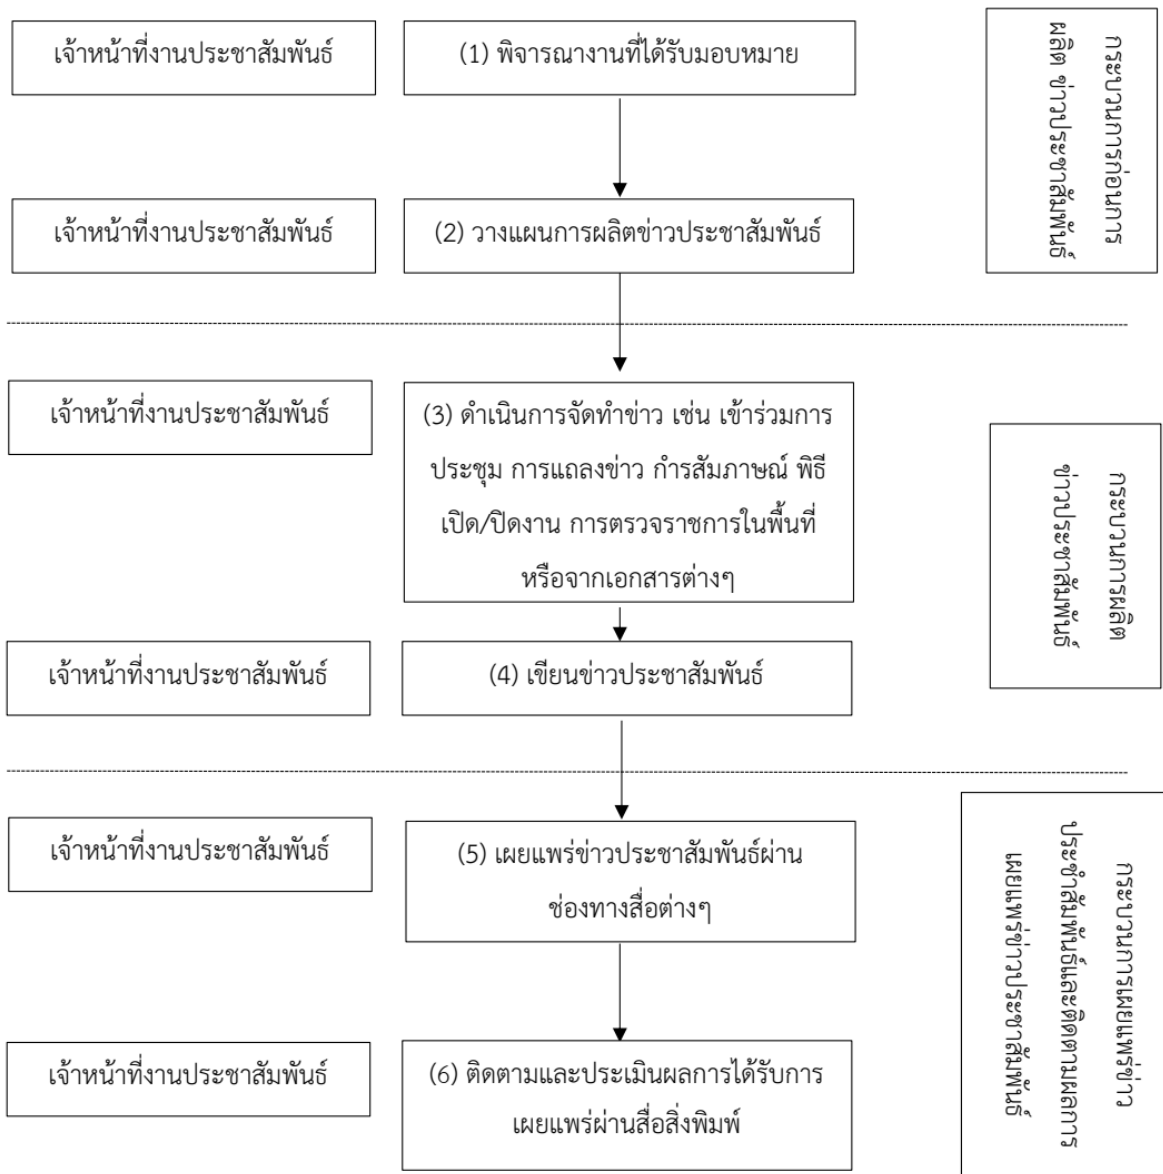 เจ้าหน้าที่งานประชาสัมพันธ์
(1) พิจารณางานที่ได้รับมอบหมาย
กระบวนการก่อนการ
ผลิต ข่าวประชาสัมพันธ์
เจ้าหน้าที่งานประชาสัมพันธ์
(2) วางแผนการผลิตข่าวประชาสัมพันธ์
เจ้าหน้าที่งานประชาสัมพันธ์
(3) ดำเนินการจัดทำข่าว เช่น เข้าร่วมการ
ประชุม การแถลงข่าว กำรสัมภาษณ์ พิธี
เปิด/ปิดงาน การตรวจราชการในพื้นที่
หรือจากเอกสารต่างๆ
กระบวนการผลิต
ข่าวประชาสัมพันธ์
เจ้าหน้าที่งานประชาสัมพันธ์
(4) เขียนข่าวประชาสัมพันธ์
เจ้าหน้าที่งานประชาสัมพันธ์
(5) เผยแพร่ข่าวประชาสัมพันธ์ผ่าน
ช่องทางสื่อต่างๆ
กระบวนการเผยแพร่ข่าว
ประชำสัมพันธ์และติดตามผลการ
เผยแพร่ข่าวประชาสัมพันธ์
เจ้าหน้าที่งานประชาสัมพันธ์
(6) ติดตามและประเมินผลการได้รับการ
เผยแพร่ผ่านสื่อสิ่งพิมพ์